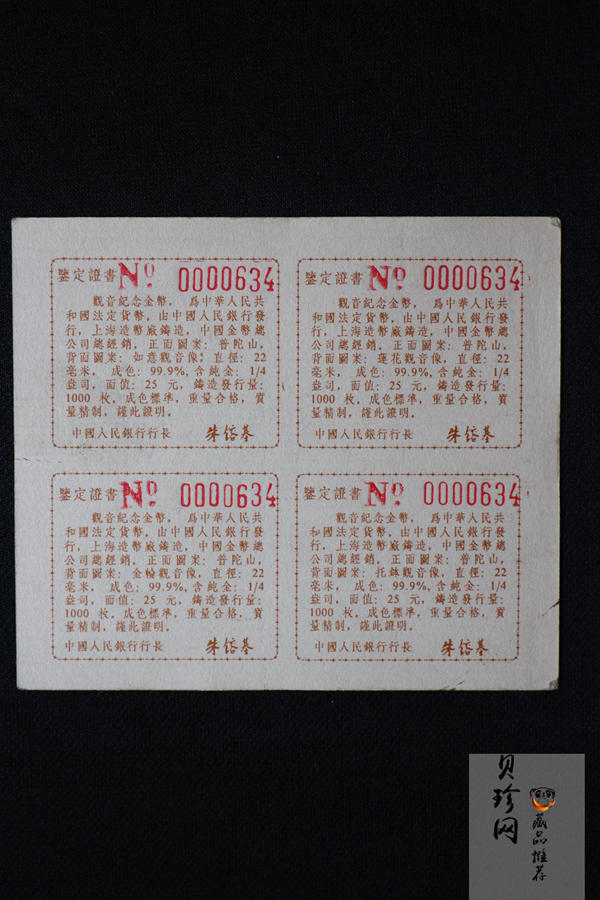 鑒定證書 No 0000634
觀音紀念金幣，爲中華人民共
和國法定貨幣，由中國人民銀行發
行，上海造幣廠鑄造，中國金幣總
公司總經銷。正面圖案：普陀山，
背面圖案：如意觀音像，直徑：22
毫米，成色：99.9%,含純金：1/4
盎司，面值：25 元，鑄造發行量：
1000 枚。成色標準，重量合格，質
量精制，謹此證明。
中國人民銀行行長 朱鎔基
鑒定證書 No 0000634
觀音紀念金幣，爲中華人民共
和國法定貨幣，由中國人民銀行發
行，上海造幣廠鑄造，中國金幣總
公司總經銷。正面圖案：普陀山，
背面圖案：蓮花觀音像，直徑：22
毫米，成色：99.9%,含純金：1/4
盎司，面值：25 元，鑄造發行量：
1000 枚。成色標準，重量合格，質
量精制，謹此證明。
中國人民銀行行長 朱鎔基
鑒定證書 No 0000634
觀音紀念金幣，爲中華人民共
和國法定貨幣，由中國人民銀行發
行，上海造幣廠鑄造，中國金幣總
公司總經銷。正面圖案：普陀山，
背面圖案：金輪觀音像，直徑：22
毫米，成色：99.9%,含純金：1/4
盎司，面值：25 元，鑄造發行量：
1000 枚，成色標準，重量合格，質
量精制，謹此證明。
中國人民銀行行長 朱鎔基
鑒定證書 No 0000634
觀音紀念金幣，爲中華人民共
和國法定貨幣，由中國人民銀行發
行，上海造幣廠鑄造，中國金幣總
公司總經銷。正面圖案：普陀山，
背面圖案：托鉢觀音像，直徑：22
毫米，成色：99.9%,含純金：1/4
盎司，面值：25 元，鑄造發行量：
1000 枚。成色標準，重量合格，質
量精制，謹此證明。
中國人民銀行行長 朱鎔基
贝珍网
藏品推荐